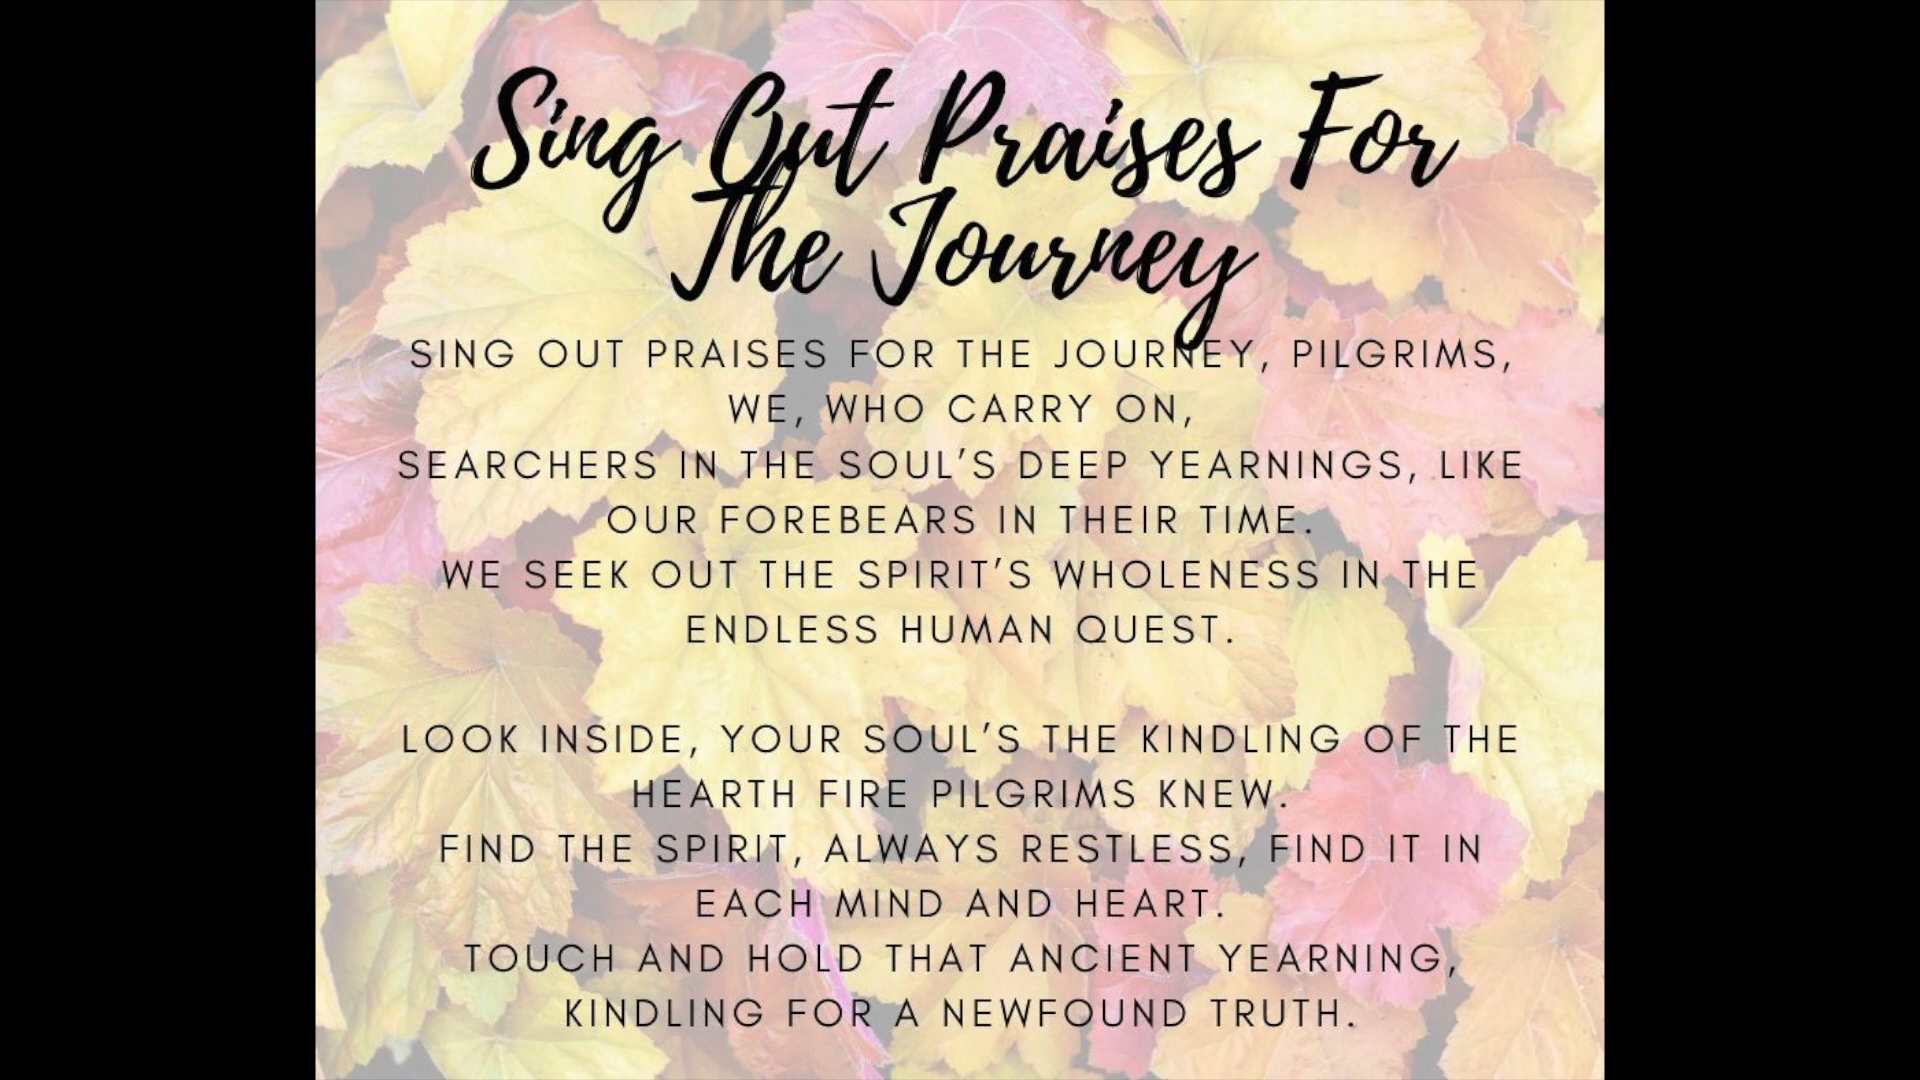 Sing Out Praises For
The Journey
SING OUT PRAISES FOR THE JOURNEY, PILGRIMS,
WE, WHO CARRY ON,
SEARCHERS IN THE SOUL'S DEEP YEARNINGS, LIKE
OUR FOREBEARS IN THEIR TIME.
WE SEEK OUT THE SPIRIT'S WHOLENESS IN THE
ENDLESS HUMAN QUEST.
LOOK INSIDE, YOUR SOUL'S THE KINDLING OF THE
HEARTH FIRE PILGRIMS KNEW.
FIND THE SPIRIT, ALWAYS RESTLESS, FIND IT IN
EACH MIND AND HEART.
TOUCH AND HOLD THAT ANCIENT YEARNING,
KINDLING FOR A NEWFOUND TRUTH.